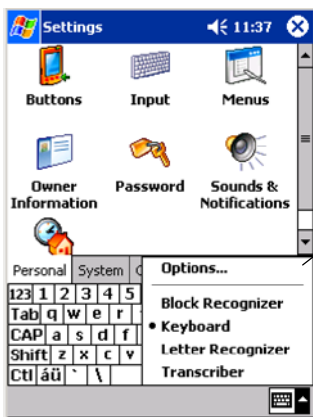 Settings 11:37
Buttons Input Menus
Owner Information Password Sounds & Notifications
Personal System C
Options...
Block Recognizer
Keyboard
Letter Recognizer
Transcriber
123 1 2 3 4 5
Tab q w e r
CAP a s d f
Shift z x c v
Ctl áü ` \